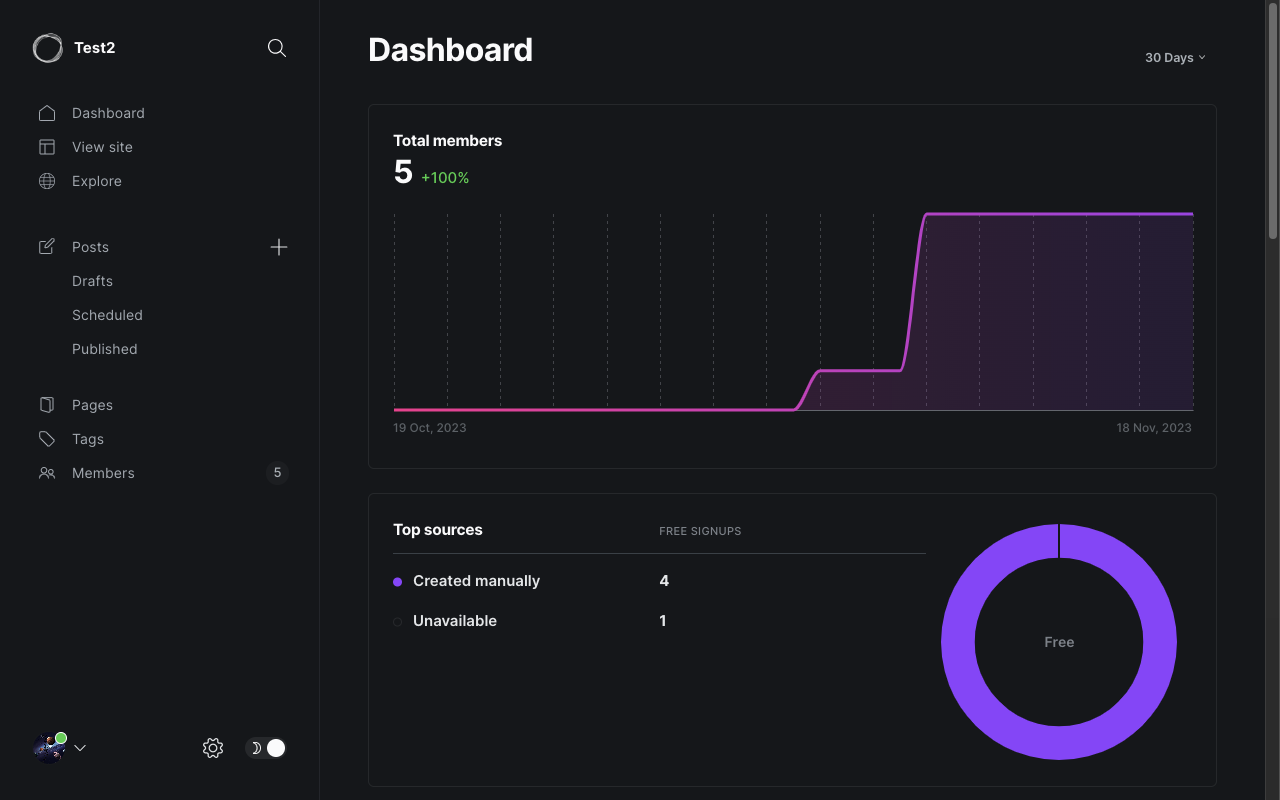 Test2
Dashboard
View site
Explore
Posts
Drafts
Scheduled
Published
Pages
Tags
Members
5
Dashboard
30 Days
Total members
5 +100%
19 Oct, 2023
18 Nov, 2023
Top sources
FREE SIGNUPS
Created manually
4
Unavailable
1
Free